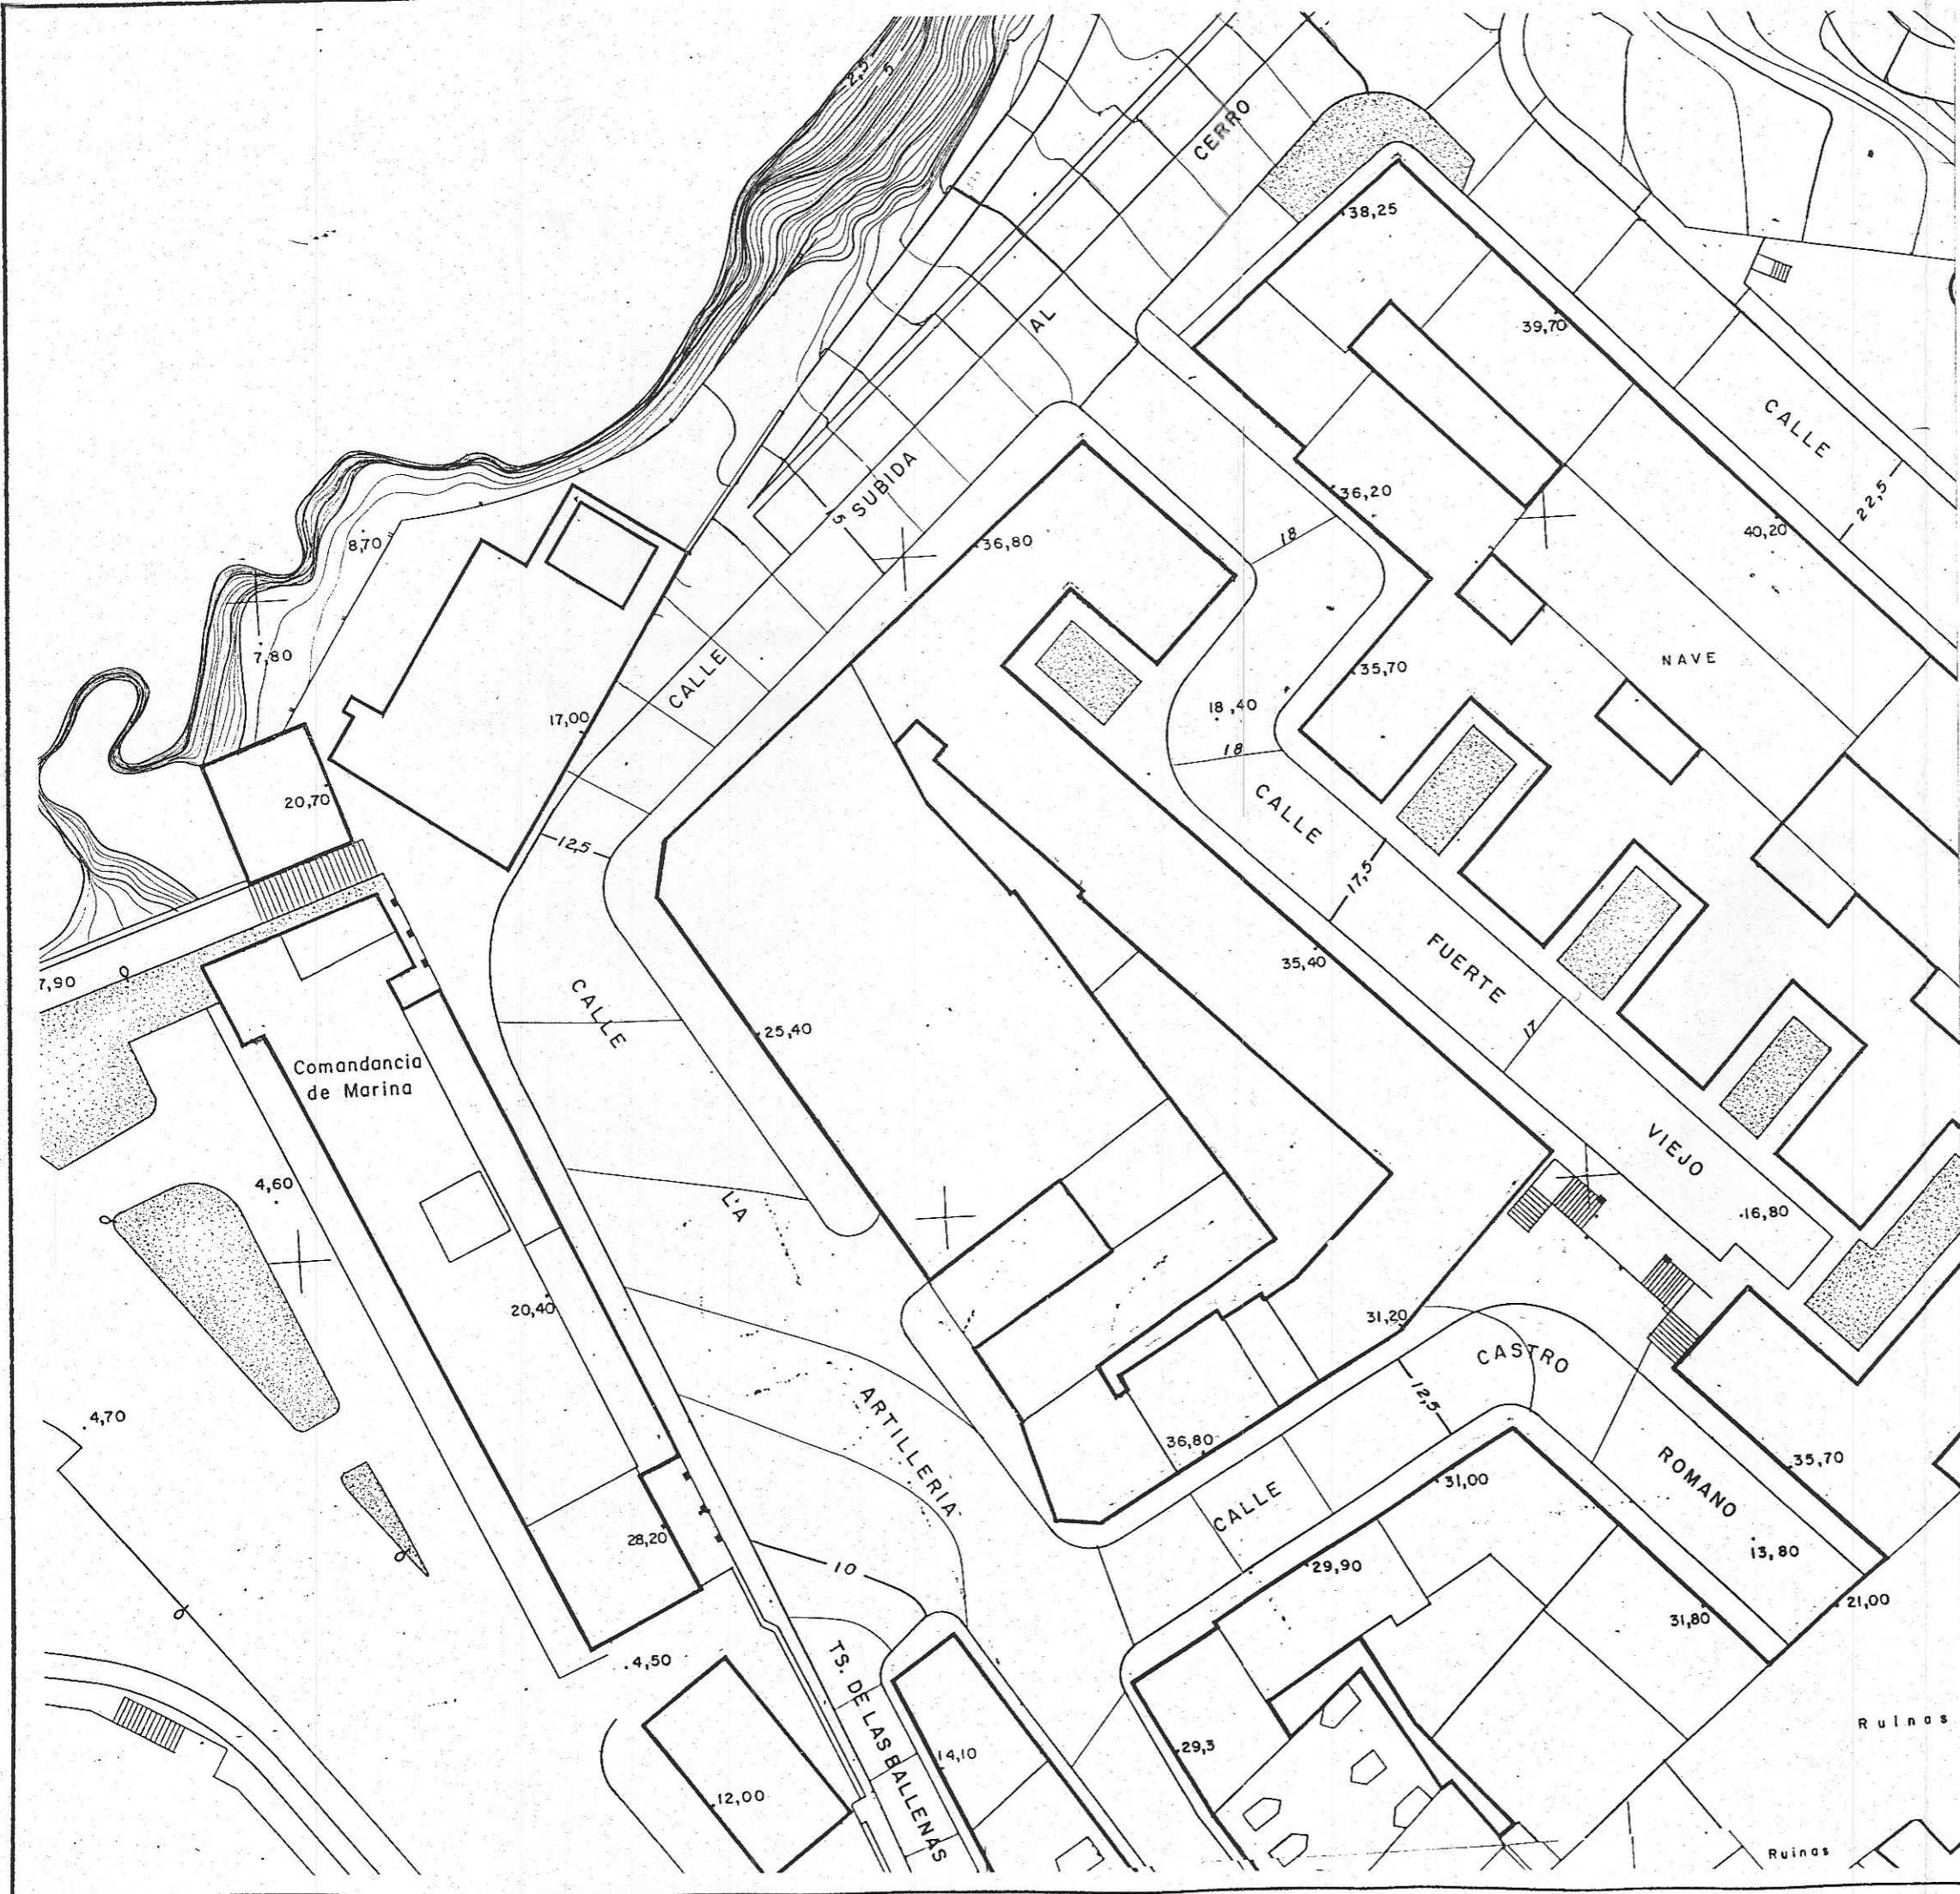 2,5
5
CERRO
38,25
39,70
AL
CALLE
22,5
SUBIDA
5
36,20
18
40,20
36,80
8,70
7,80
NAVE
35,70
CALLE
17,00
18,40
18
20,70
CALLE
12,5
17,5
FUERTE
35,40
7,90
CALLE
25,40
17
Comandancia
de Marina
VIEJO
4,60
LA
16,80
20,40
31,20
CASTRO
12,5
4,70
ARTILLERIA
36,80
31,00
35,70
ROMANO
CALLE
28,20
10
29,90
13,80
21,00
31,80
4,50
TS. DE LAS BALLENAS
29,3
14,10
12,00
Ruinas
Ruinas